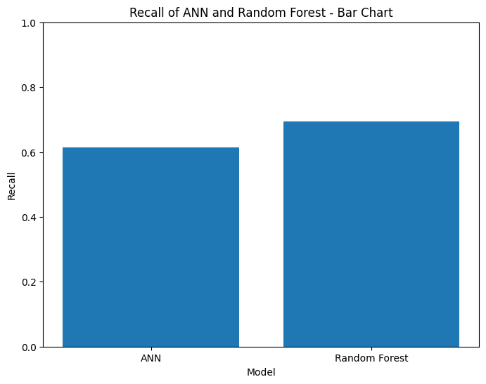 Recall of ANN and Random Forest - Bar Chart
1.0
0.8
0.6
0.4
0.2
0.0
Recall
ANN Random Forest
Model